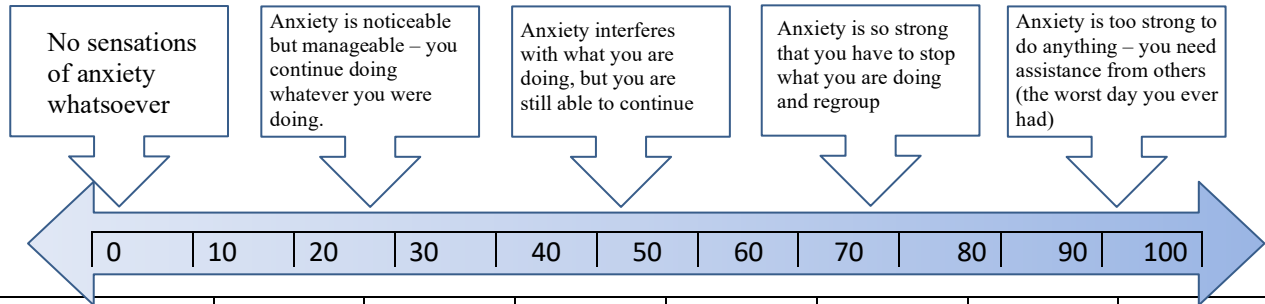 No sensations
of anxiety
whatsoever
Anxiety is noticeable
but manageable – you
continue doing
whatever you were
doing.
Anxiety interferes
with what you are
doing, but you are
still able to continue
Anxiety is so strong
that you have to stop
what you are doing
and regroup
Anxiety is too strong to
do anything – you need
assistance from others
(the worst day you ever
had)
0 10 20 30 40 50 60 70 80 90 100